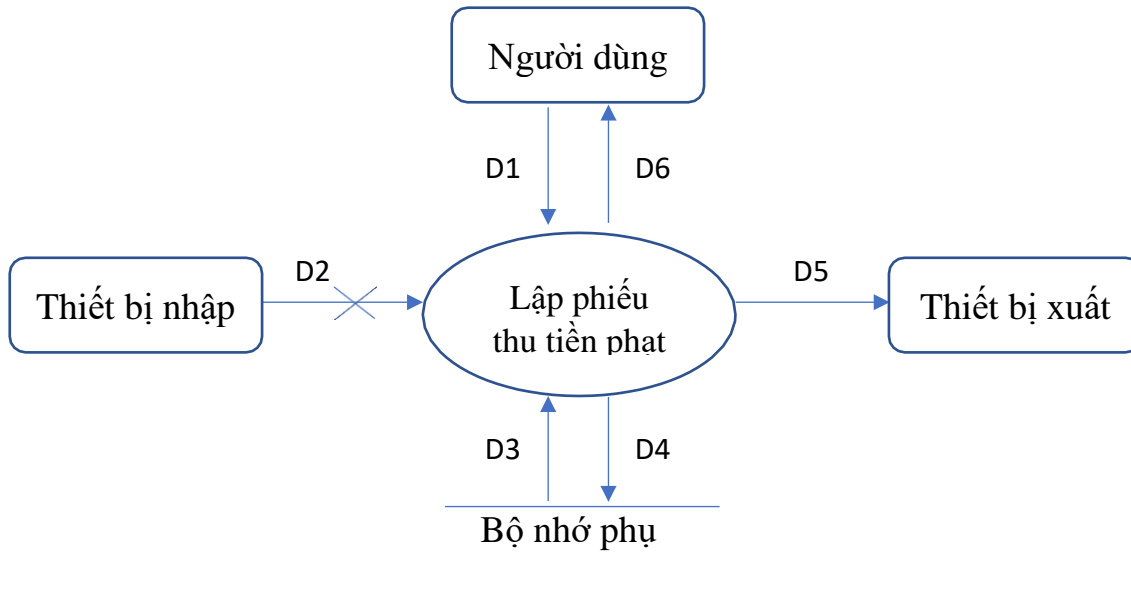 Người dùng
D1
D6
D2
D5
Thiết bị nhập
Lập phiếu
thu tiền phạt
Thiết bị xuất
D3
D4
Bộ nhớ phụ